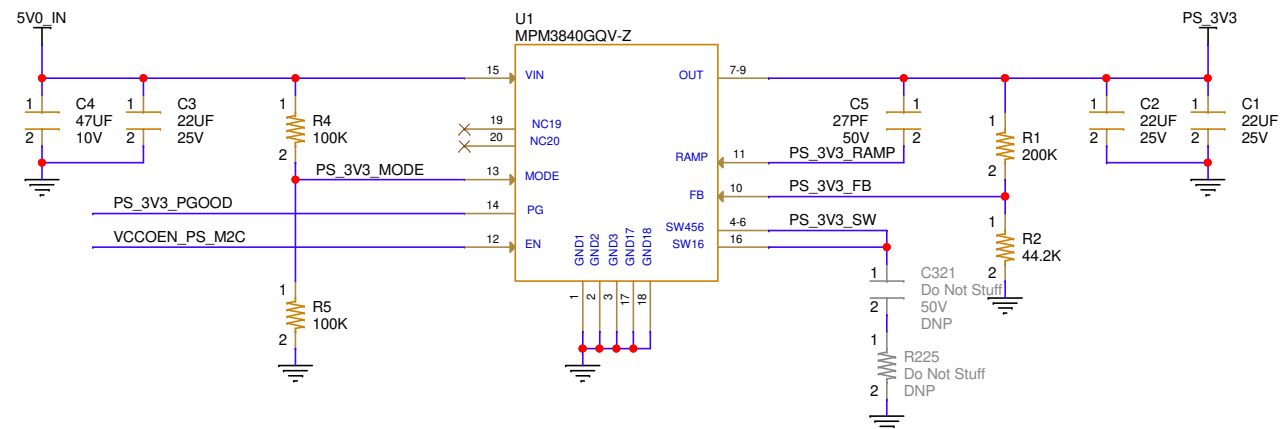 5V0_IN
U1
MPM3840GQV-Z
PS_3V3
15
VIN
OUT
7-9
1
C4
47UF
10V
2
1
C3
22UF
25V
2
1
R4
100K
2
19
NC19
20
NC20
C5
27PF
50V
1
2
1
R1
200K
1
C2
22UF
25V
2
1
C1
22UF
25V
2
RAMP
11
PS_3V3_RAMP
PS_3V3_MODE
13
MODE
FB
10
PS_3V3_FB
2
PS_3V3_PGOOD
14
PG
SW456
4-6
PS_3V3_SW
1
R2
44.2K
2
VCCOEN_PS_M2C
12
EN
SW16
16
GND1
GND2
GND3
GND17
GND18
1
2
3
17
18
1
C321
Do Not Stuff
50V
DNP
2
1
R5
100K
2
1
R225
Do Not Stuff
DNP
2